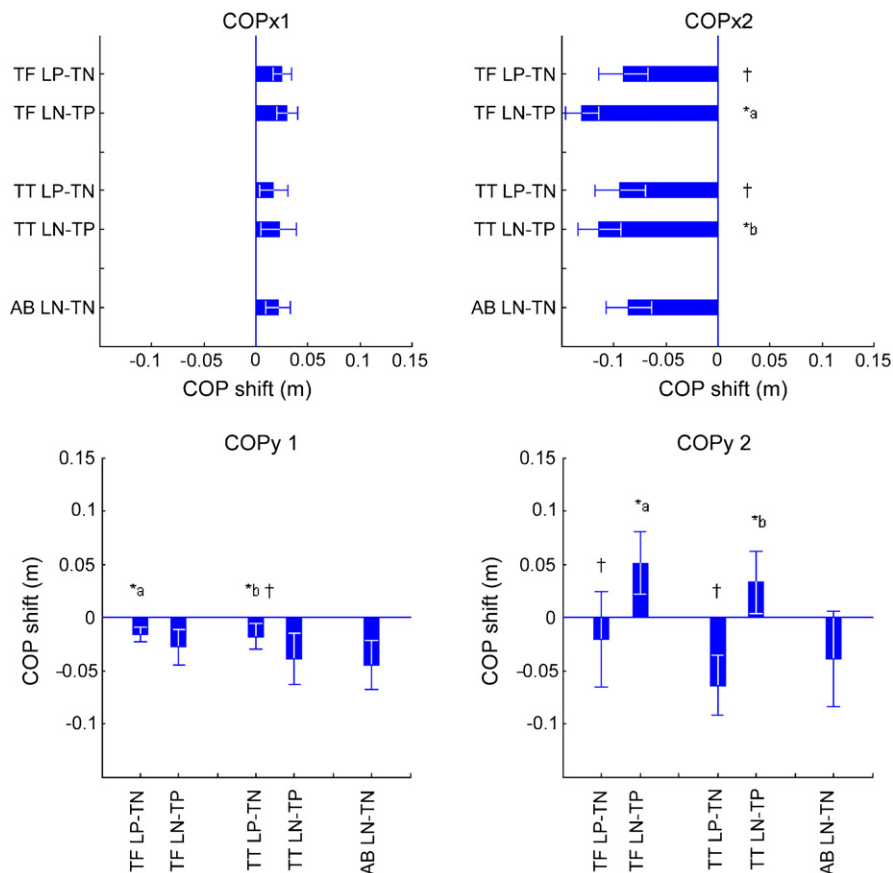 COPx1
TF LP-TN
TF LN-TP
TT LP-TN
TT LN-TP
AB LN-TN
-0.1 -0.05 0 0.05 0.1 0.15
COP shift (m)
COPx2
TF LP-TN †
TF LN-TP *a
TT LP-TN †
TT LN-TP *b
AB LN-TN
-0.1 -0.05 0 0.05 0.1 0.15
COP shift (m)
COPy 1
0.15
0.1
0.05
0
-0.05
-0.1
COP shift (m)
*a *b †
TF LP-TN
TF LN-TP
TT LP-TN
TT LN-TP
AB LN-TN
COPy 2
0.15
0.1
0.05
0
-0.05
-0.1
COP shift (m)
† *a † *b
TF LP-TN
TF LN-TP
TT LP-TN
TT LN-TP
AB LN-TN